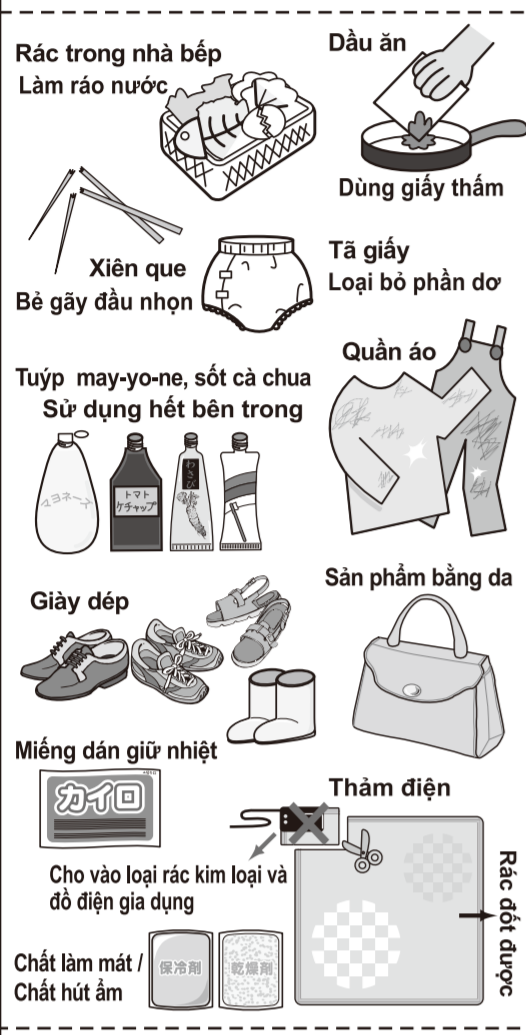 Rác trong nhà bếp
Làm ráo nước
Dầu ăn
Dùng giấy thấm
Xiên que
Bẻ gãy đầu nhọn
Tã giấy
Loại bỏ phần dơ
Quần áo
Tuýp may-yo-ne, sốt cà chua
Sử dụng hết bên trong
マヨネーズ
トマト
ケチャップ
わさび
Giày dép
Sản phẩm bằng da
Miếng dán giữ nhiệt
カイロ
Thảm điện
Cho vào loại rác kim loại và
đồ điện gia dụng
Rác đốt được
Chất làm mát /
Chất hút ẩm
保冷剤
乾燥剤